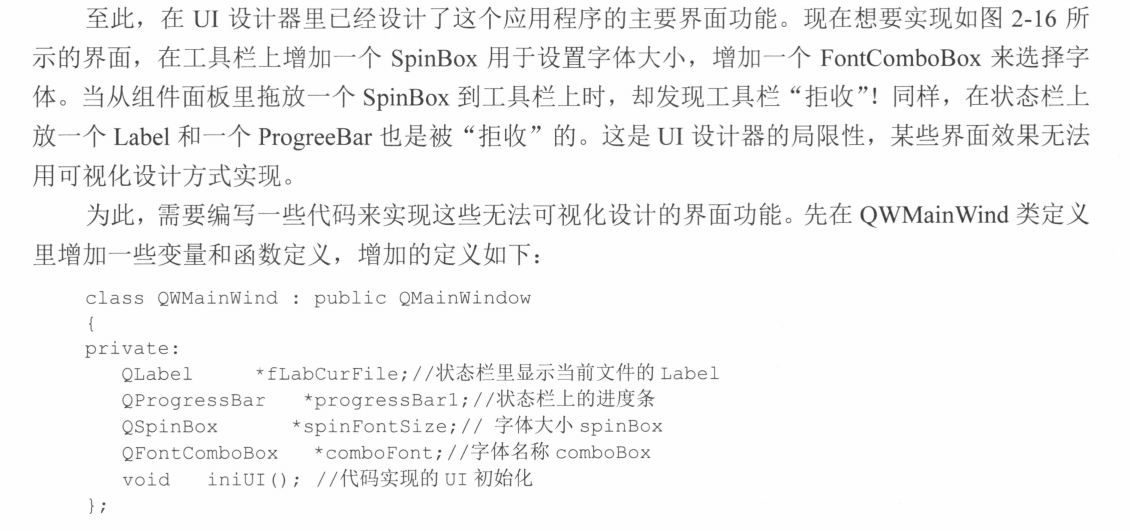 至此，在 UI 设计器里已经设计了这个应用程序的主要界面功能。现在想要实现如图 2-16 所
示的界面，在工具栏上增加一个 SpinBox 用于设置字体大小，增加一个 FontComboBox 来选择字
体。当从组件面板里拖放一个 SpinBox 到工具栏上时，却发现工具栏“拒收”！同样，在状态栏上
放一个 Label 和一个 ProgreeBar 也是被“拒收”的。这是 UI 设计器的局限性，某些界面效果无法
用可视化设计方式实现。
为此，需要编写一些代码来实现这些无法可视化设计的界面功能。先在 QWMainWind 类定义
里增加一些变量和函数定义，增加的定义如下：
class QWMainWind : public QMainWindow
{
private:
QLabel *fLabCurFile;//状态栏里显示当前文件的 Label
QProgressBar *progressBar1;//状态栏上的进度条
QSpinBox *spinFontSize;// 字体大小 spinBox
QFontComboBox *comboFont;//字体名称 comboBox
void iniUI(); //代码实现的 UI 初始化
};